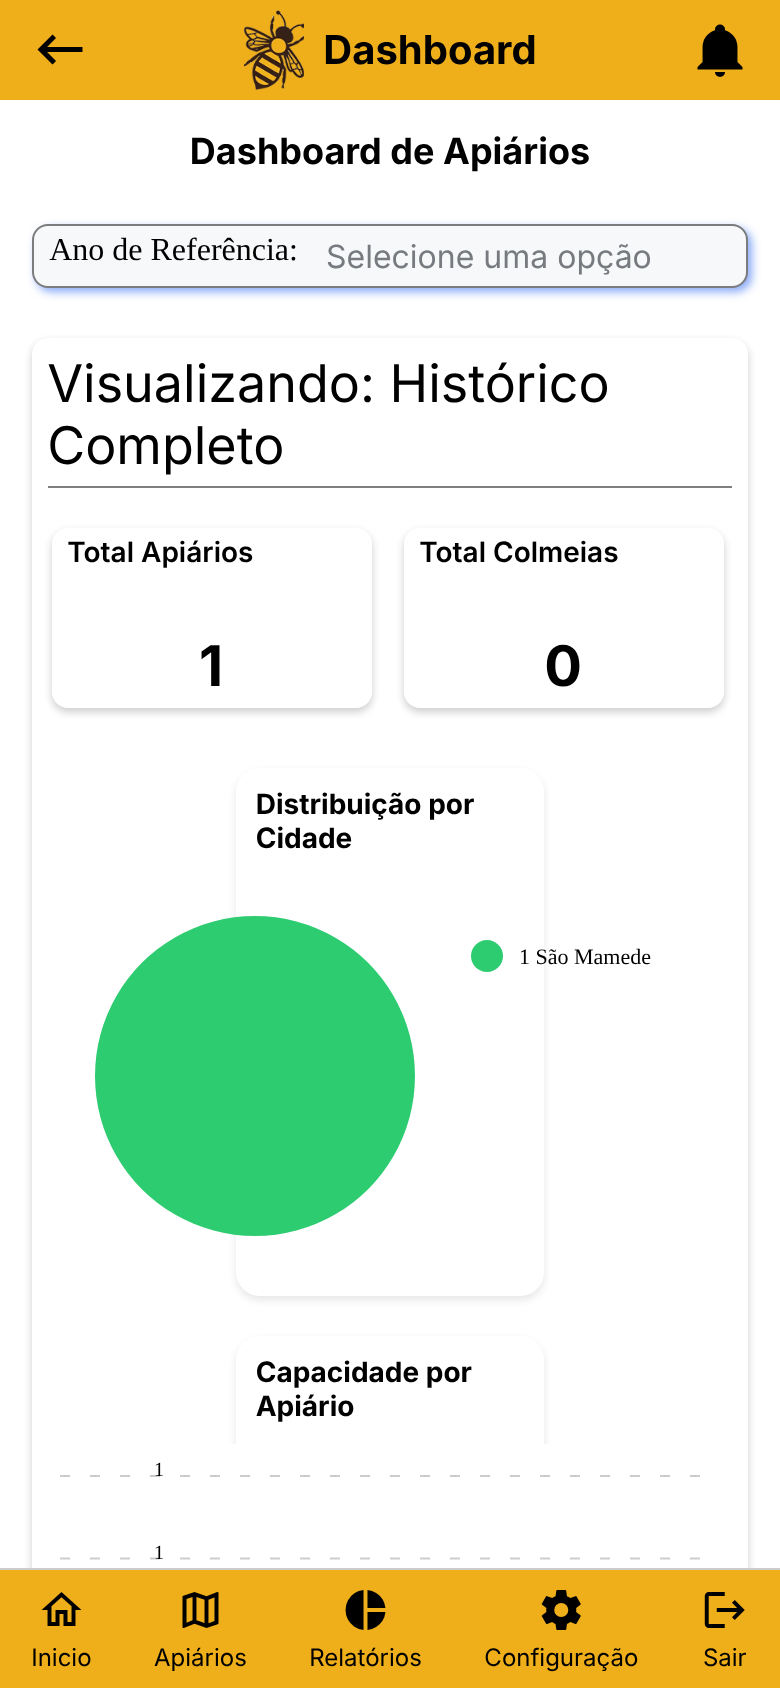 Dashboard
Dashboard de Apiários
Ano de Referência: Selecione uma opção
Visualizando: Histórico
Completo
Total Apiários
1
Total Colmeias
0
Distribuição por
Cidade
1 São Mamede
Capacidade por
Apiário
1
1
Inicio
Apiários
Relatórios
Configuração
Sair